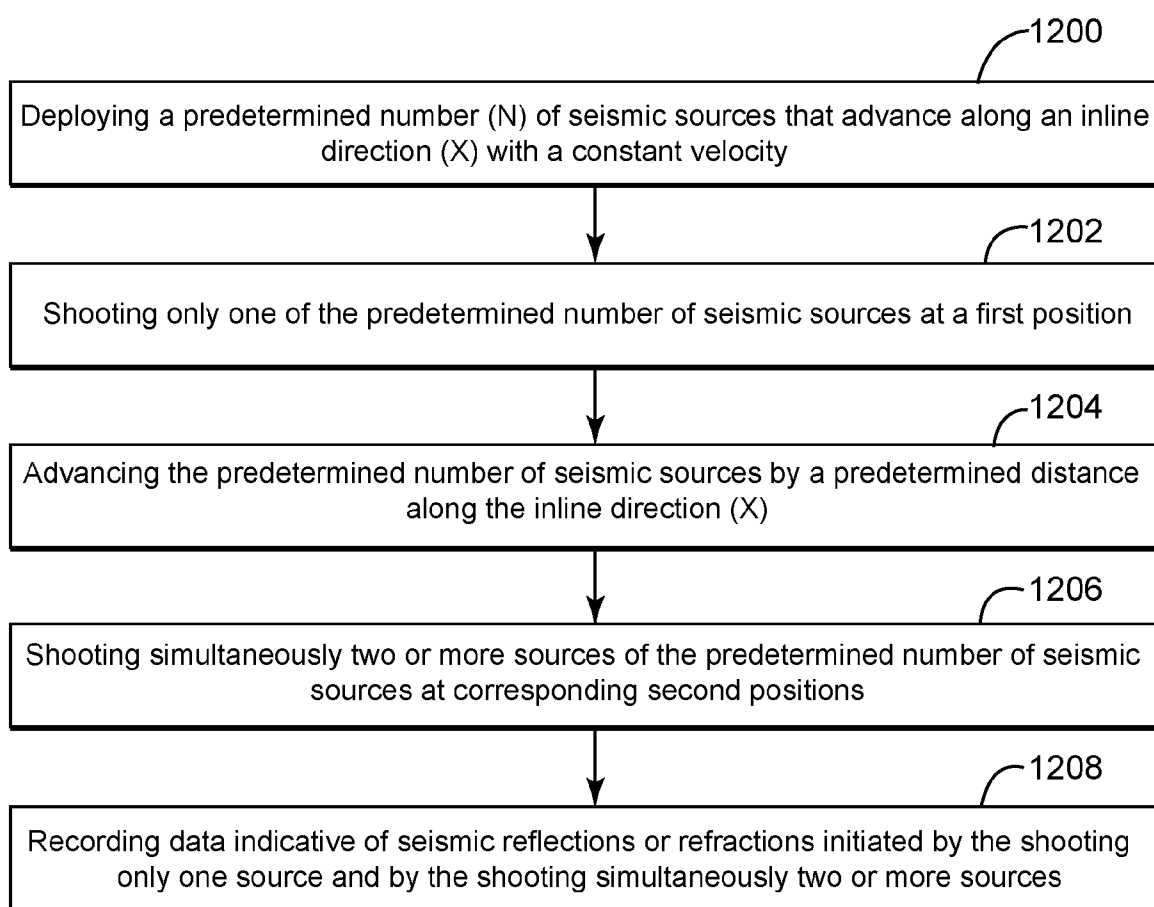 1200
Deploying a predetermined number (N) of seismic sources that advance along an inline
direction (X) with a constant velocity
1202
Shooting only one of the predetermined number of seismic sources at a first position
1204
Advancing the predetermined number of seismic sources by a predetermined distance
along the inline direction (X)
1206
Shooting simultaneously two or more sources of the predetermined number of seismic
sources at corresponding second positions
1208
Recording data indicative of seismic reflections or refractions initiated by the shooting
only one source and by the shooting simultaneously two or more sources